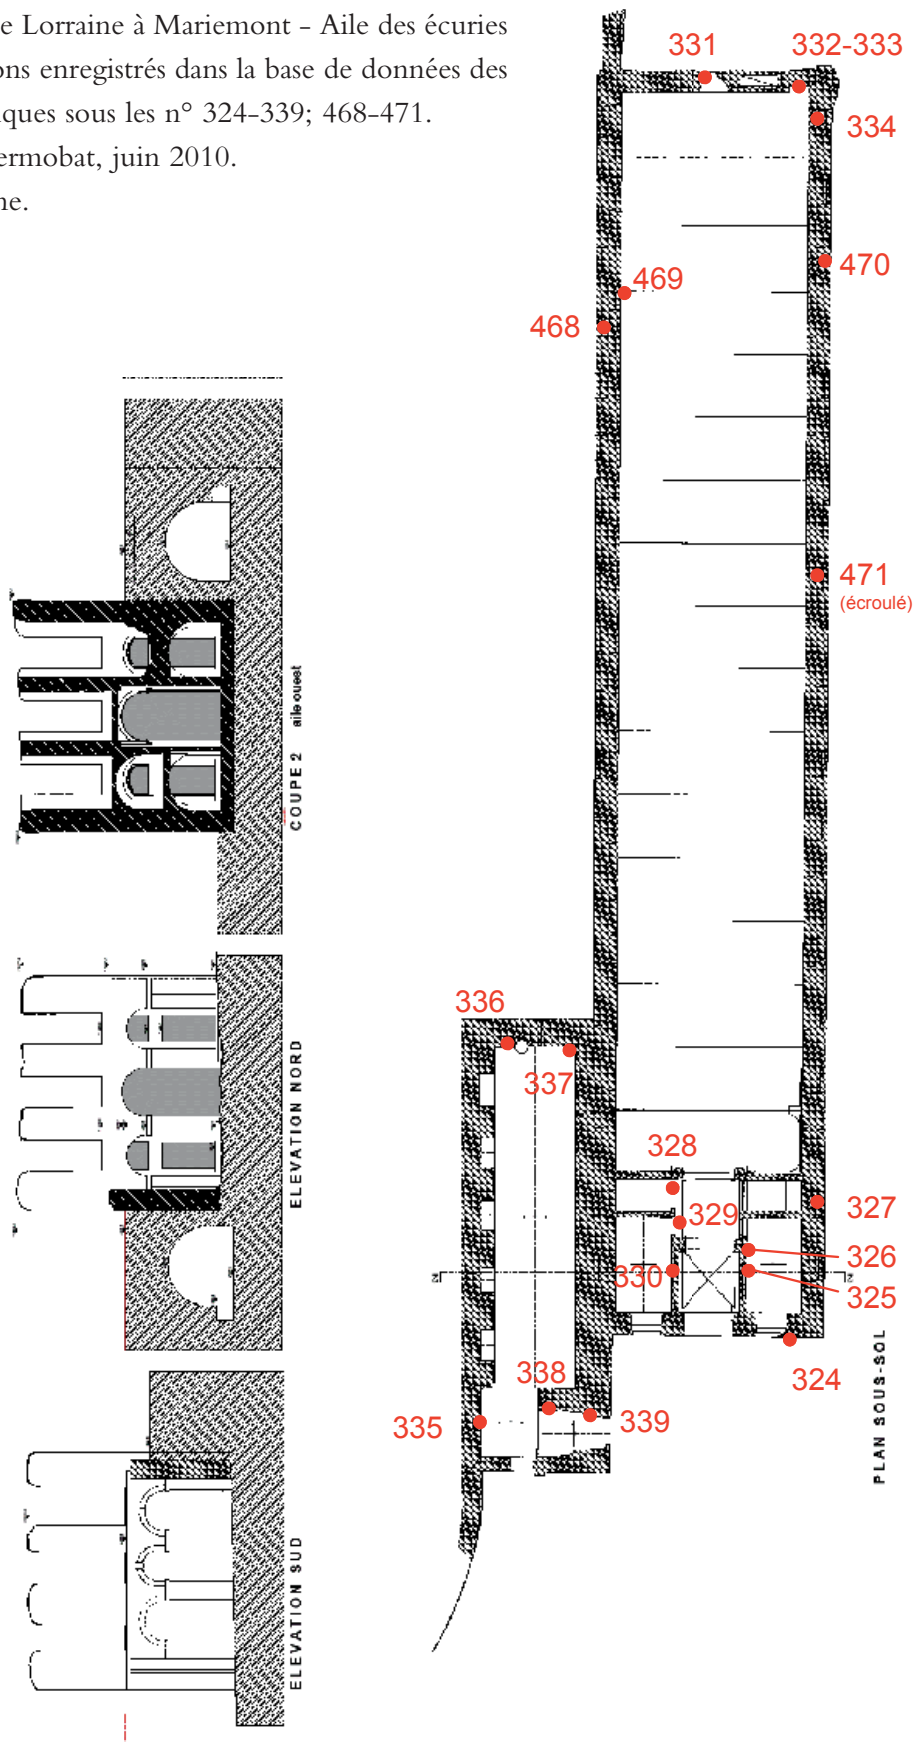 e Lorraine à Mariemont - Aile des écuries
ons enregistrés dans la base de données des
iques sous les n° 324-339; 468-471.
ermobat, juin 2010.
ne.
331
332-333
334
470
469
468
471
(écroulé)
COUPE 2 aile ouest
336
337
ELEVATION NORD
328
329
327
326
330
325
324
PLAN SOUS-SOL
338
335
339
ELEVATION SUD